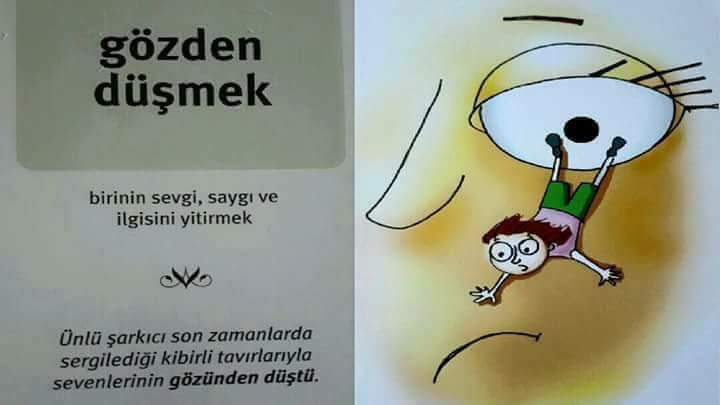 gözden
düşmek
birinin sevgi, saygı ve
ilgisini yitirmek
Ünlü şarkıcı son zamanlarda
sergilediği kibirli tavırlarıyla
sevenlerinin gözünden düştü.